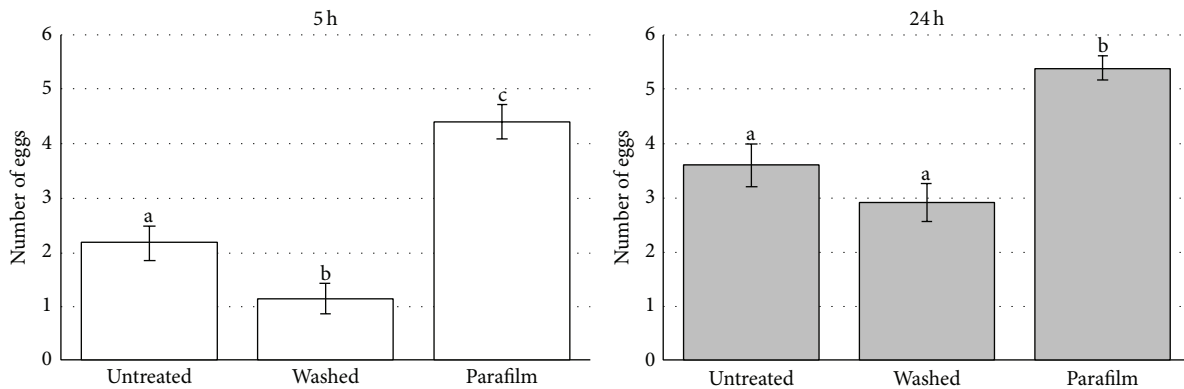 5 h
Number of eggs
6
5
4
3
2
1
0
a
b
c
Untreated Washed Parafilm
24 h
Number of eggs
6
5
4
3
2
1
0
a
a
b
Untreated Washed Parafilm